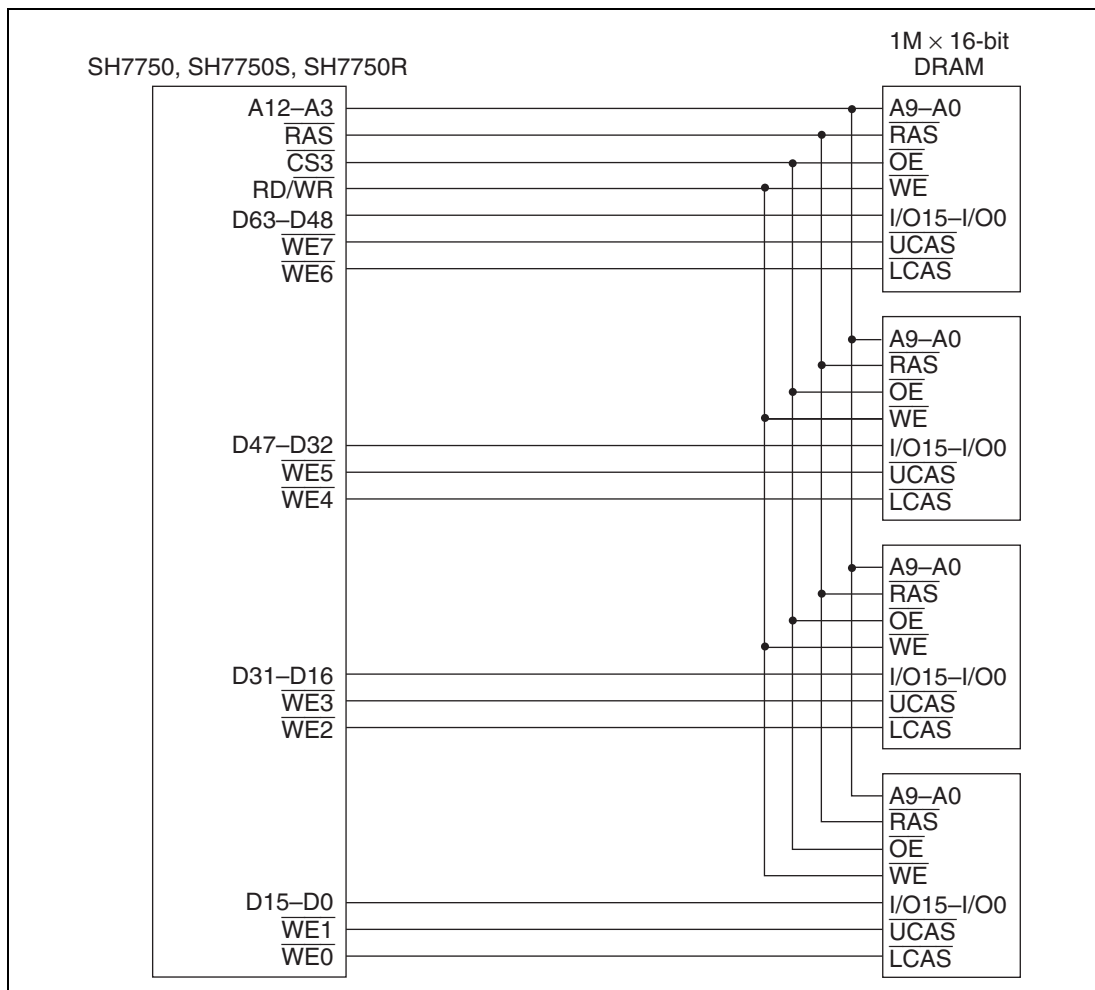 1M × 16-bit
DRAM
SH7750, SH7750S, SH7750R
A12–A3
RAS
CS3
RD/WR
D63–D48
WE7
WE6
A9–A0
RAS
OE
WE
I/O15–I/O0
UCAS
LCAS
D47–D32
WE5
WE4
A9–A0
RAS
OE
WE
I/O15–I/O0
UCAS
LCAS
D31–D16
WE3
WE2
A9–A0
RAS
OE
WE
I/O15–I/O0
UCAS
LCAS
D15–D0
WE1
WE0
A9–A0
RAS
OE
WE
I/O15–I/O0
UCAS
LCAS